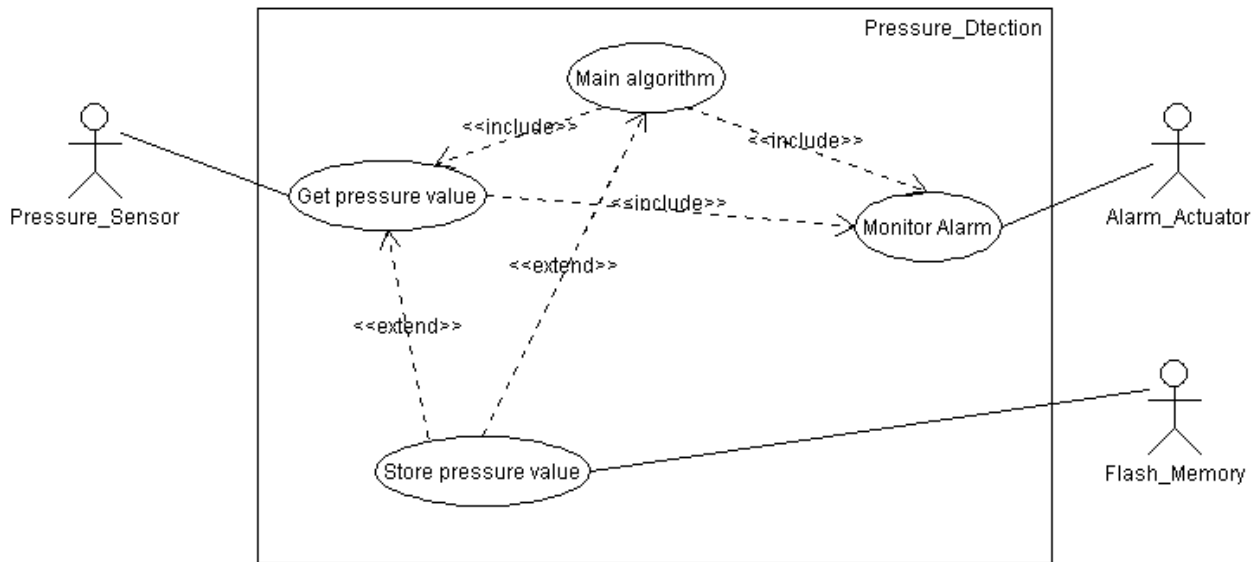 Pressure_Dtection
Main algorithm
<<include>>
<<include>>
Pressure_Sensor
Get pressure value
<<include>>
Monitor Alarm
Alarm_Actuator
<<extend>>
<<extend>>
Store pressure value
Flash_Memory